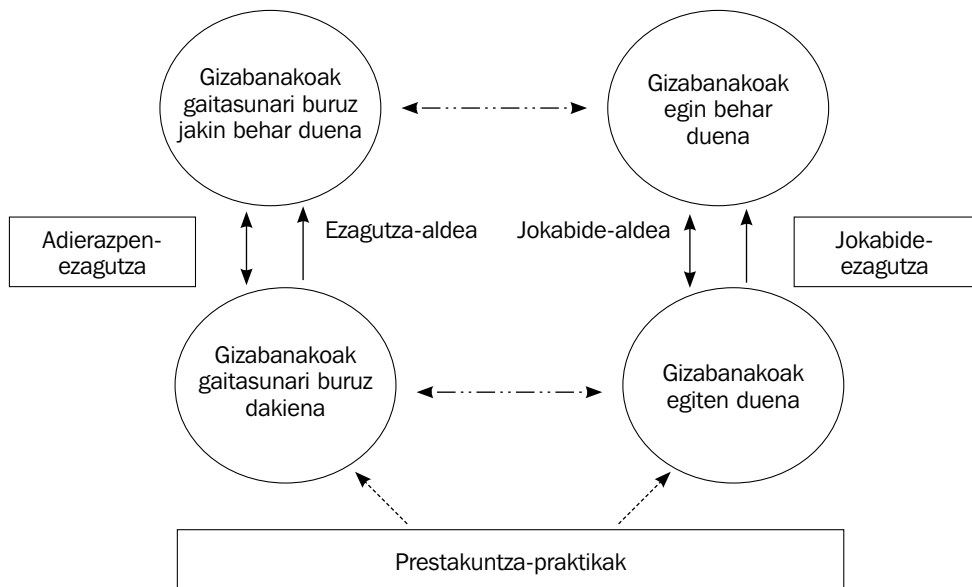 Gizabanakoak
gaitasunari buruz
jakin behar duena
Gizabanakoak
egin behar
duena
Adierazpen-
ezagutza
Ezagutza-aldea
Jokabide-aldea
Jokabide-
ezagutza
Gizabanakoak
gaitasunari buruz
dakiena
Gizabanakoak
egiten duena
Prestakuntza-praktikak